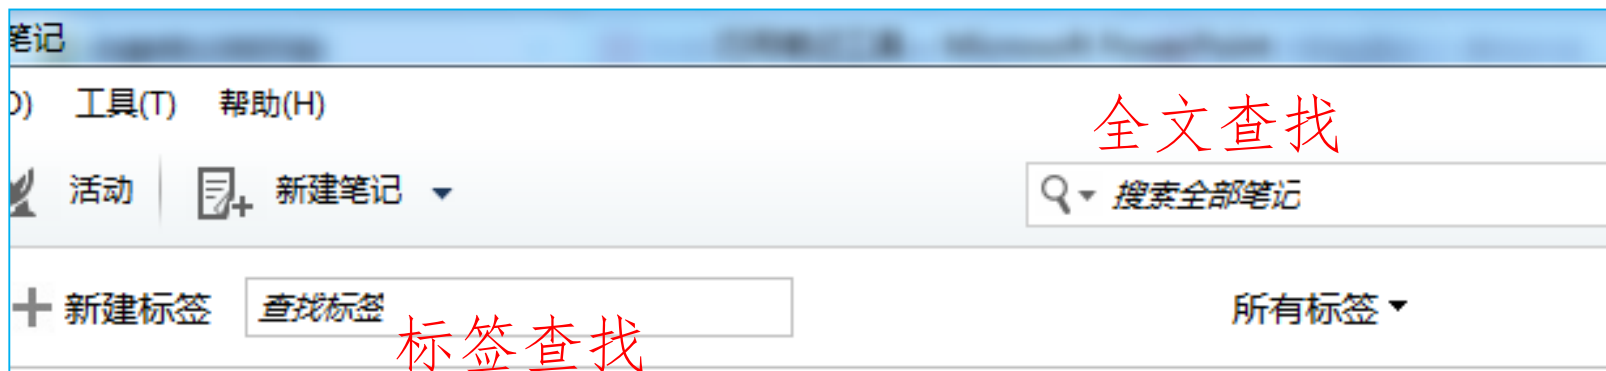 笔记
工具(T) 帮助(H)
全文查找
活动 新建笔记 搜索全部笔记
新建标签 查找标签 所有标签
标签查找